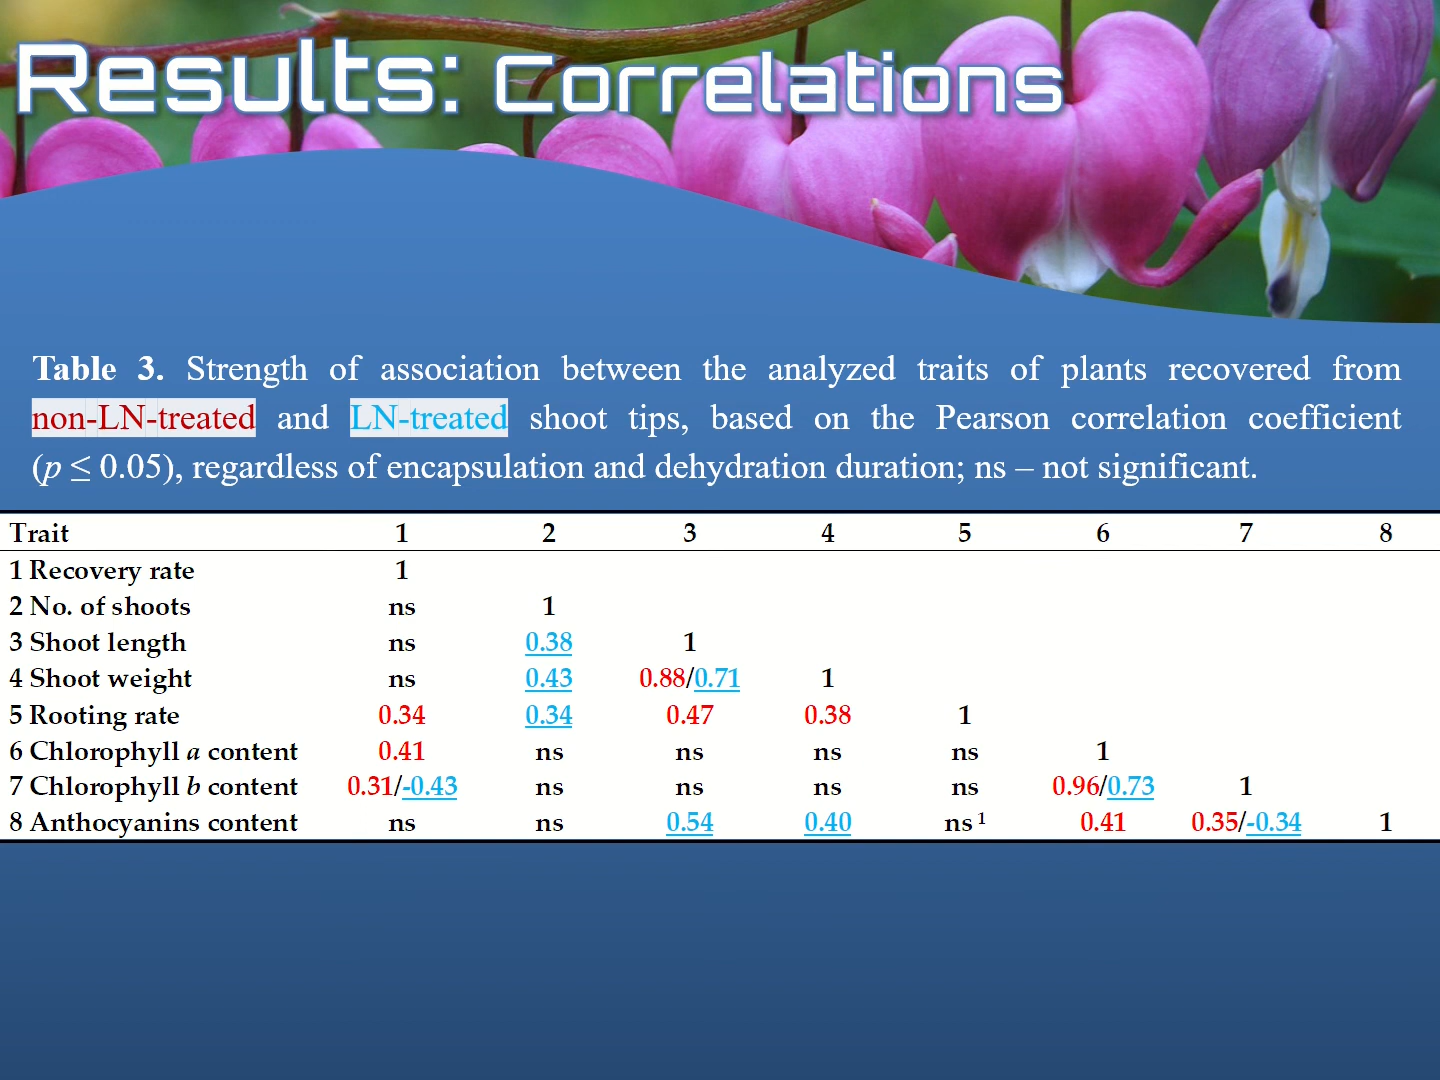 Results: Correlations
Table 3. Strength of association between the analyzed traits of plants recovered from
non-LN-treated and LN-treated shoot tips, based on the Pearson correlation coefficient
(p ≤ 0.05), regardless of encapsulation and dehydration duration; ns – not significant.
Trait 1 2 3 4 5 6 7 8
1 Recovery rate 1
2 No. of shoots ns 1
3 Shoot length ns 0.38 1
4 Shoot weight ns 0.43 0.88/0.71 1
5 Rooting rate 0.34 0.34 0.47 0.38 1
6 Chlorophyll a content 0.41 ns ns ns ns 1
7 Chlorophyll b content 0.31/-0.43 ns ns ns ns 0.96/0.73 1
8 Anthocyanins content ns ns 0.54 0.40 ns ¹ 0.41 0.35/-0.34 1